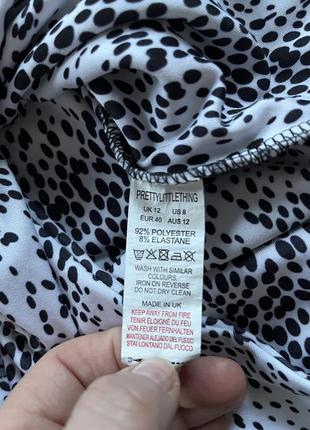 PRETTYLITTLETHING
UK 12 US 8
EUR 40 AUS 12
92% POLYESTER
8% ELASTANE
WASH WITH SIMILAR
COLOURS
IRON ON REVERSE
DO NOT DRY CLEAN
MADE IN UK
KEEP AWAY FROM FIRE
TENIR ÉLOIGNÉ DU FEU
VON FEUER FERNHALTEN
MANTENER ALEJADO DEL FUEGO
STAI LONTANO DAL FUOCO